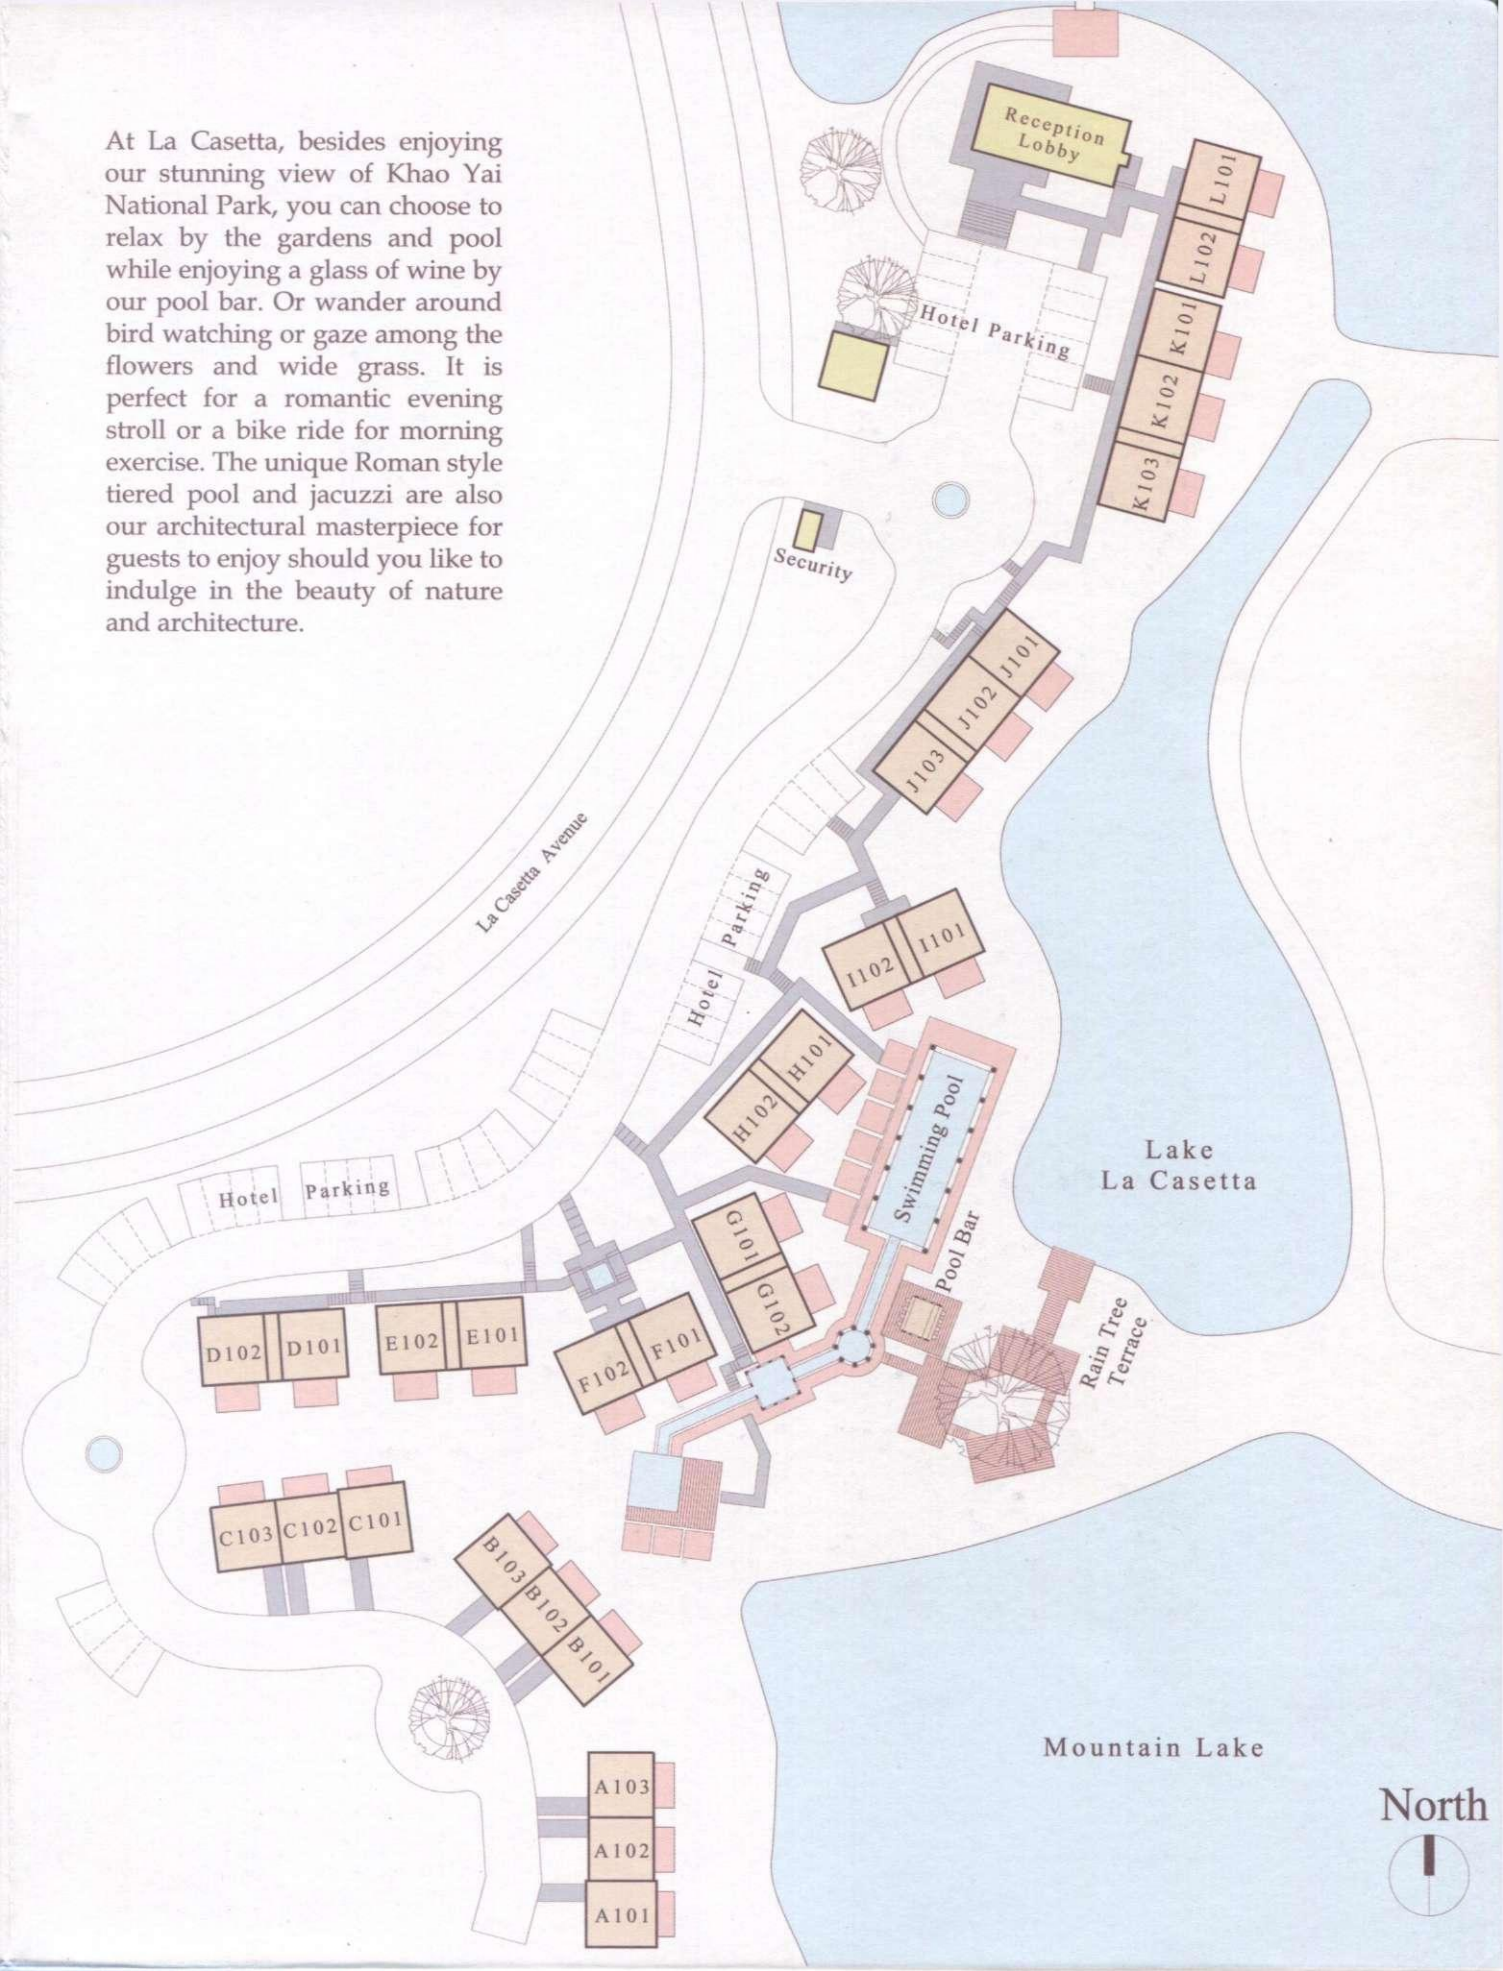 At La Casetta, besides enjoying
our stunning view of Khao Yai
National Park, you can choose to
relax by the gardens and pool
while enjoying a glass of wine by
our pool bar. Or wander around
bird watching or gaze among the
flowers and wide grass. It is
perfect for a romantic evening
stroll or a bike ride for morning
exercise. The unique Roman style
tiered pool and jacuzzi are also
our architectural masterpiece for
guests to enjoy should you like to
indulge in the beauty of nature
and architecture.
Reception
Lobby
L101
L102
K101
Hotel Parking
K102
K103
Security
J101
J102
J103
La Casetta Avenue
Hotel Parking
I101
I102
H101
H102
Swimming Pool
Lake
La Casetta
Hotel Parking
G101
G102
Pool Bar
Rain Tree
Terrace
D102
D101
E102
E101
F102
F101
C103
C102
C101
B103
B102
B101
Mountain Lake
A103
A102
A101
North